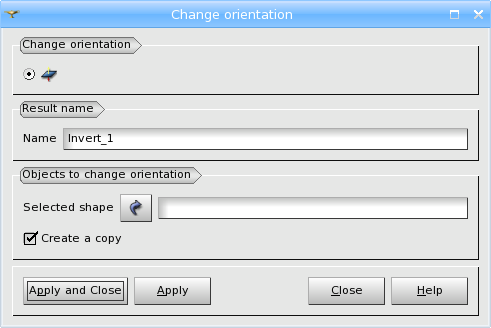 Change orientation
Change orientation
Result name
Name Invert_1
Objects to change orientation
Selected shape
Create a copy
Apply and Close Apply Close Help